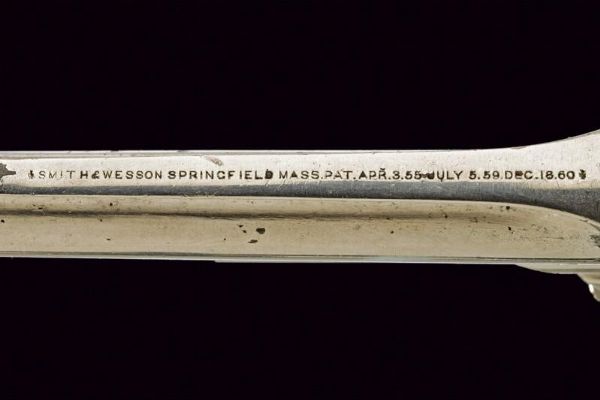 SMITH & WESSON SPRINGFIELD MASS. PAT. APR. 3.55 JULY 5.59. DEC. 18.60